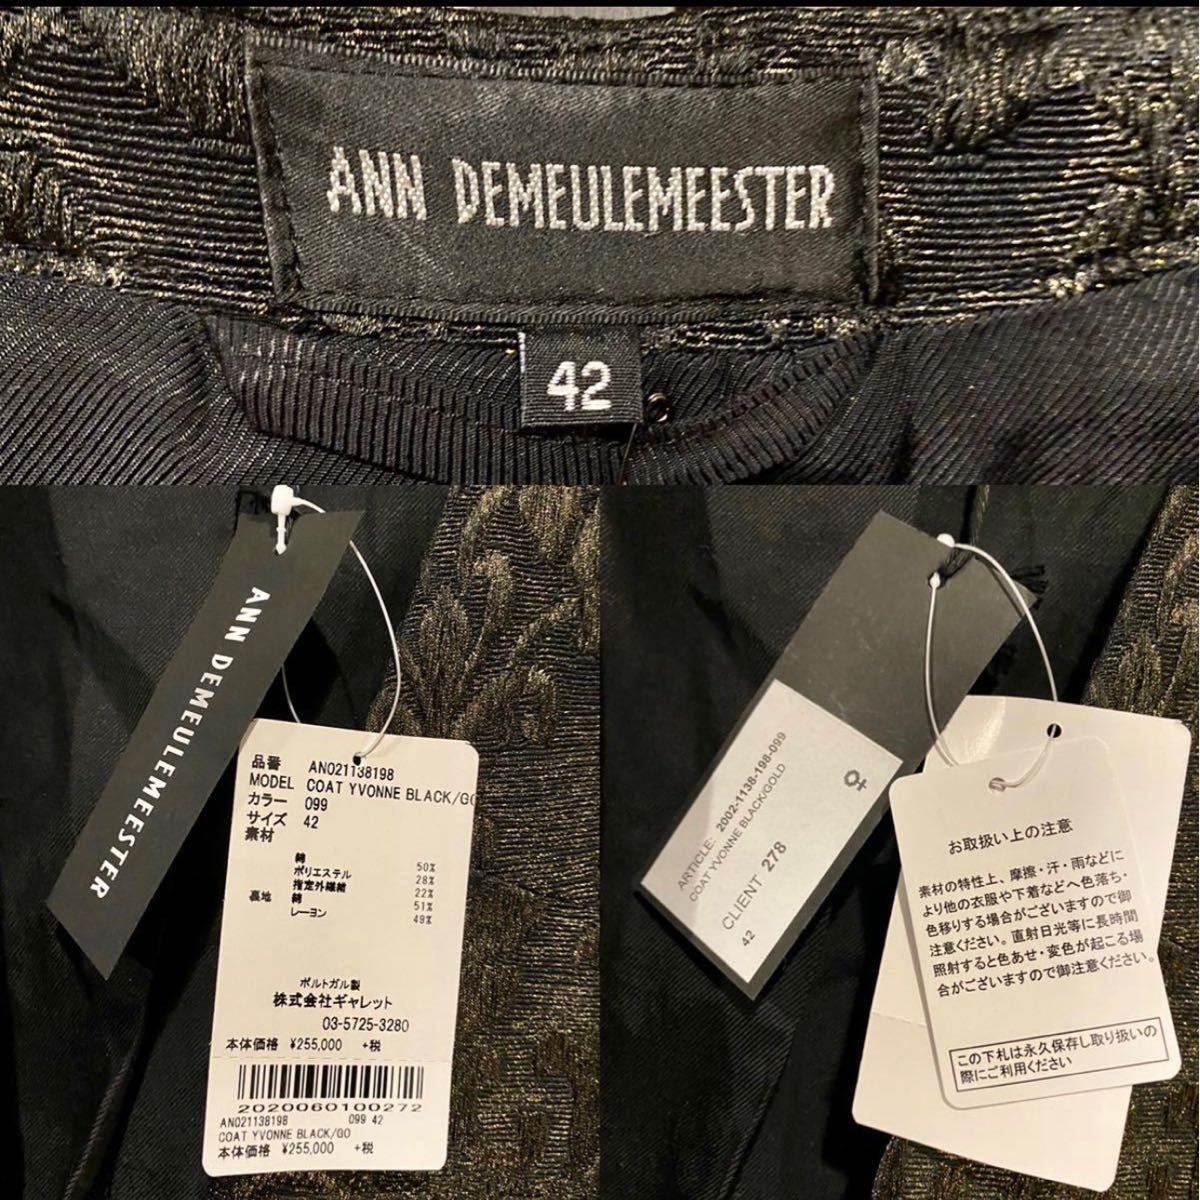 ANN DEMEULEMEESTER
42
ANN DEMEULEMEESTER
品番 AN021138198
MODEL COAT YVONNE BLACK/GO
カラー 099
サイズ 42
素材
綿 50%
ポリエステル 28%
指定外繊維 22%
裏地 綿 51%
レーヨン 49%
ポルトガル製
株式会社ギャレット
03-5725-3280
本体価格 ¥255,000 +税
2020060100272
AN021138198 099 42
COAT YVONNE BLACK/GO
本体価格 ¥255,000 +税
ARTICLE: 2002-1138-198-099
COAT YVONNE BLACK/GOLD
CLIENT 278
42
♀
お取扱い上の注意
素材の特性上、摩擦・汗・雨などに
より他の衣服や下着などへ色落ち・
色移りする場合がございますので御
注意ください。直射日光等に長時間
照射すると色あせ・変色が起こる場
合がございますので御注意ください。
この下札は永久保存し取り扱いの
際にご利用ください